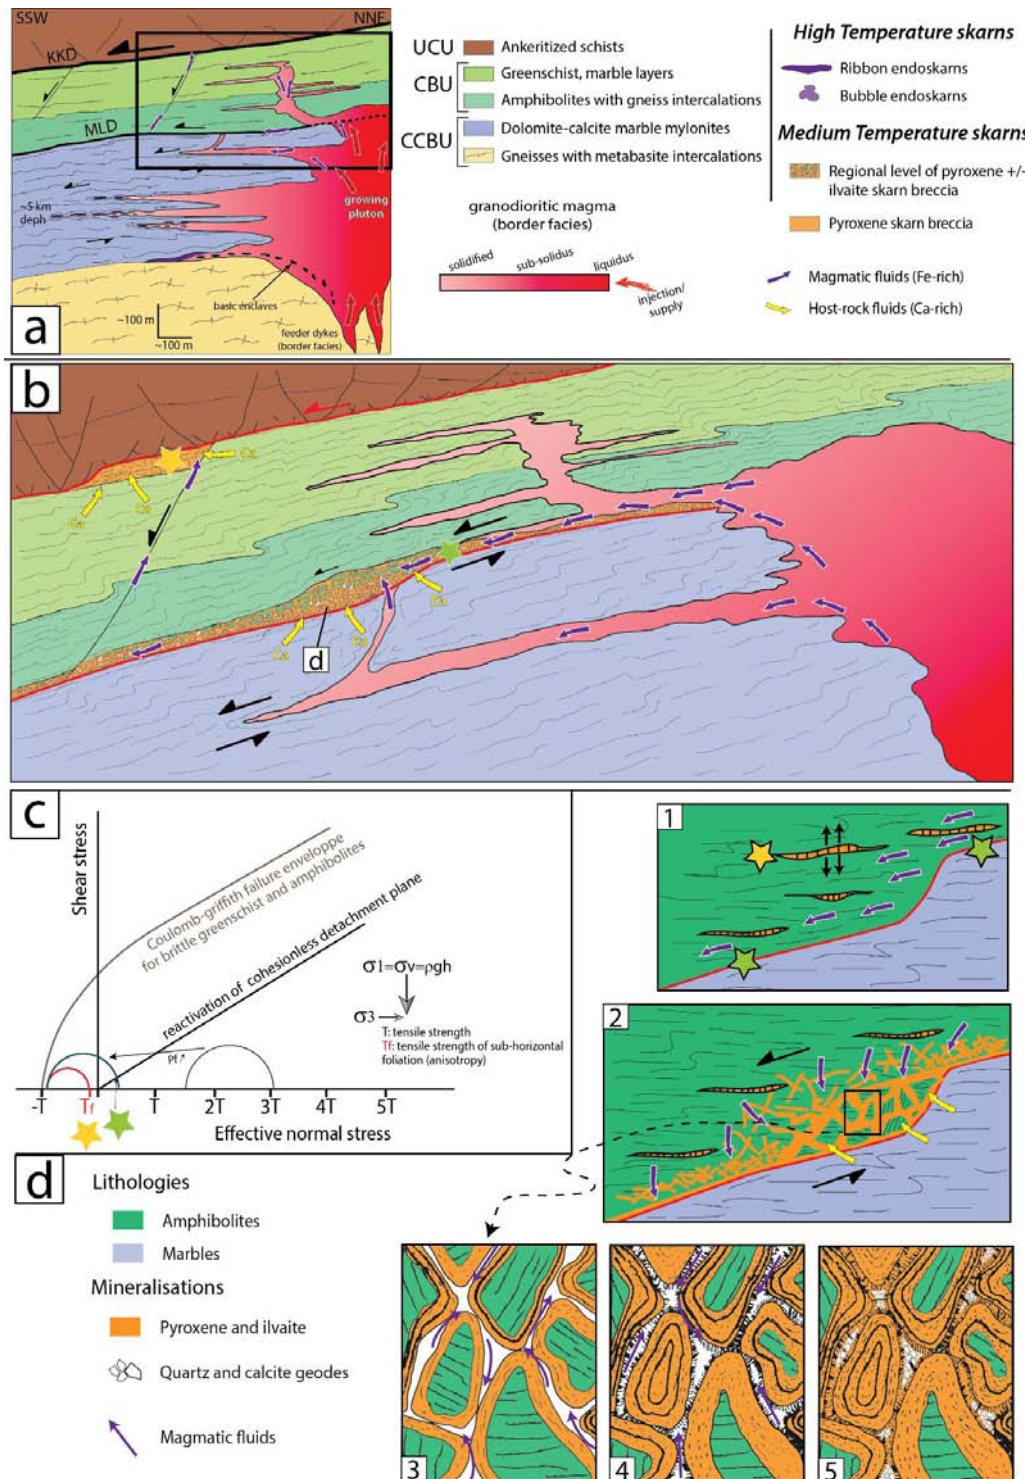 SSW
NNE
KKD
MLD
~5 km
deph
growing
pluton
basic enclaves
~100 m
~100 m
feeder dykes
(border facies)
a
UCU
Ankeritized schists
CBU
Greenschist, marble layers
Amphibolites with gneiss intercalations
CCBU
Dolomite-calcite marble mylonites
Gneisses with metabasite intercalations
granodioritic magma
(border facies)
solidified
sub-solidus
liquidus
injection/
supply
High Temperature skarns
Ribbon endoskarns
Bubble endoskarns
Medium Temperature skarns
Regional level of pyroxene +/-
ilvaite skarn breccia
Pyroxene skarn breccia
Magmatic fluids (Fe-rich)
Host-rock fluids (Ca-rich)
b
Ca
Ca
Ca
Ca
Ca
Ca
d
c
Shear stress
Coulomb-griffith failure enveloppe
for brittle greenschist and amphibolites
reactivation of cohesionless detachment plane
σ1=σv=ρgh
σ3
T: tensile strength
Tf: tensile strength of sub-horizontal
foliation (anisotropy)
Pf
-T
Tf
T
2T
3T
4T
5T
Effective normal stress
1
2
d
Lithologies
Amphibolites
Marbles
Mineralisations
Pyroxene and ilvaite
Quartz and calcite geodes
Magmatic fluids
3
4
5